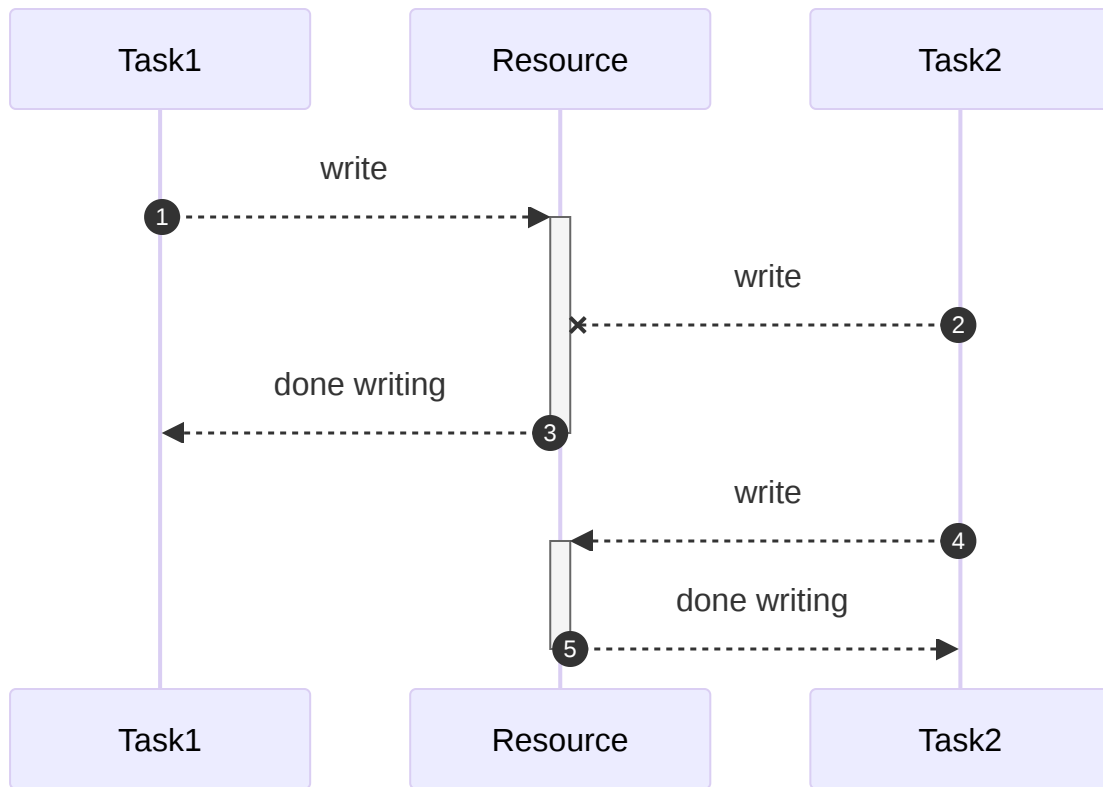 Task1
Resource
Task2
write
1
write
2
done writing
3
write
4
done writing
5
Task1
Resource
Task2